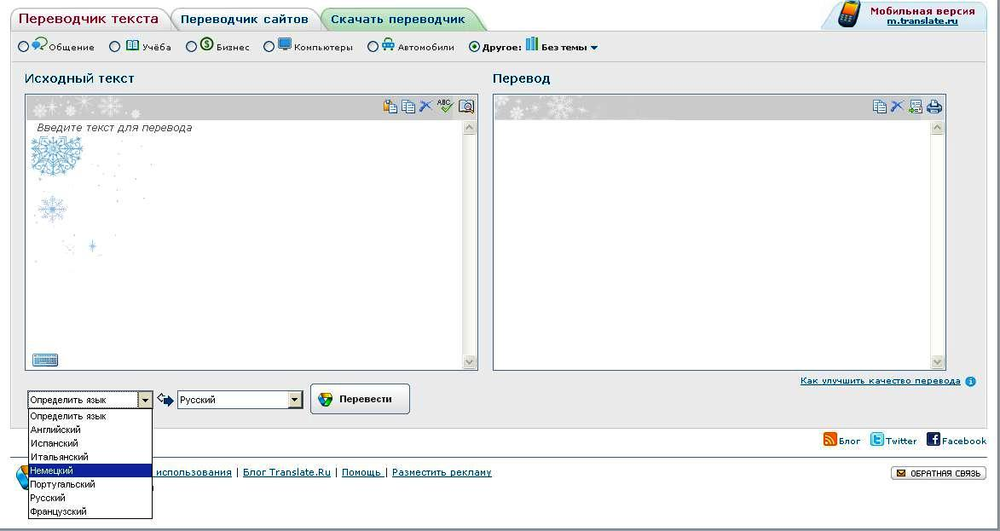 Переводчик текста
Переводчик сайтов
Скачать переводчик
Мобильная версия
m.translate.ru
Общение
Учёба
Бизнес
Компьютеры
Автомобили
Другое:
Без темы
Исходный текст
Перевод
ABC
Введите текст для перевода
Как улучшить качество перевода
Определить язык
Русский
Перевести
Определить язык
Английский
Испанский
Итальянский
Немецкий
Португальский
Русский
Французский
Блог
Twitter
Facebook
использования | Блог Translate.Ru | Помощь | Разместить рекламу
ОБРАТНАЯ СВЯЗЬ